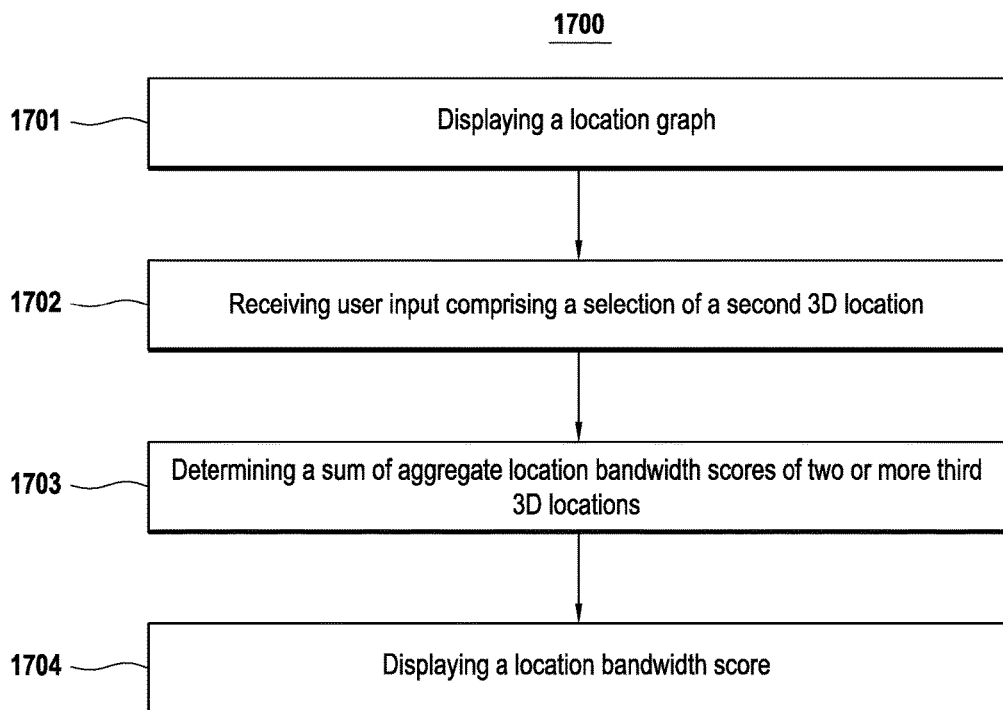 1700
1701 Displaying a location graph
1702 Receiving user input comprising a selection of a second 3D location
1703 Determining a sum of aggregate location bandwidth scores of two or more third
3D locations
1704 Displaying a location bandwidth score